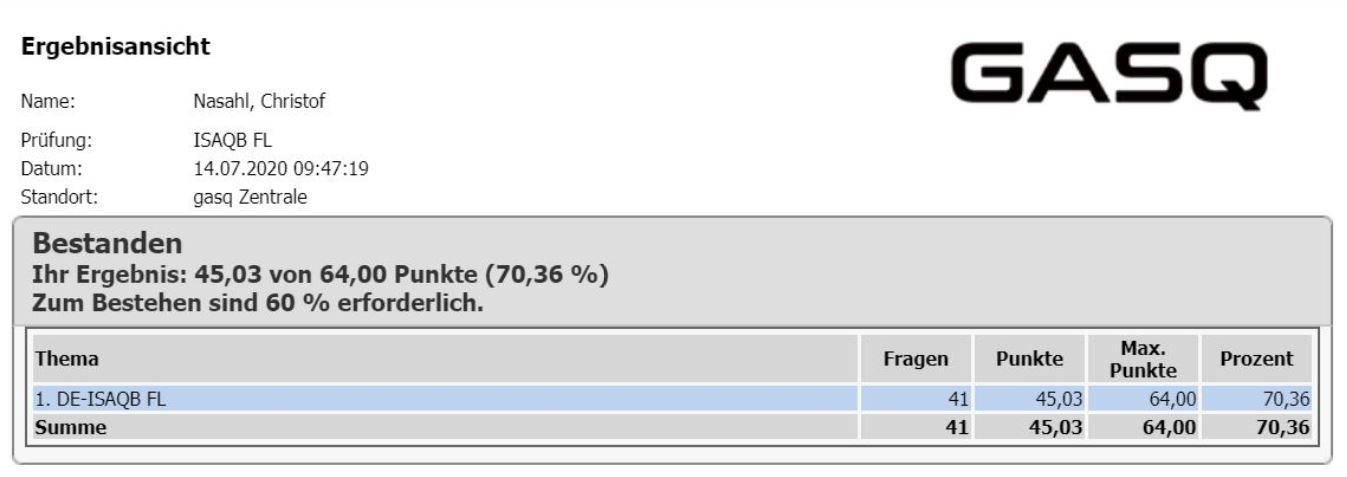 Ergebnisansicht
GASQ
Name: Nasahl, Christof
Prüfung: ISAQB FL
Datum: 14.07.2020 09:47:19
Standort: gasq Zentrale
Bestanden
Ihr Ergebnis: 45,03 von 64,00 Punkte (70,36 %)
Zum Bestehen sind 60 % erforderlich.
Thema Fragen Punkte Max. Punkte Prozent
1. DE-ISAQB FL 41 45,03 64,00 70,36
Summe 41 45,03 64,00 70,36